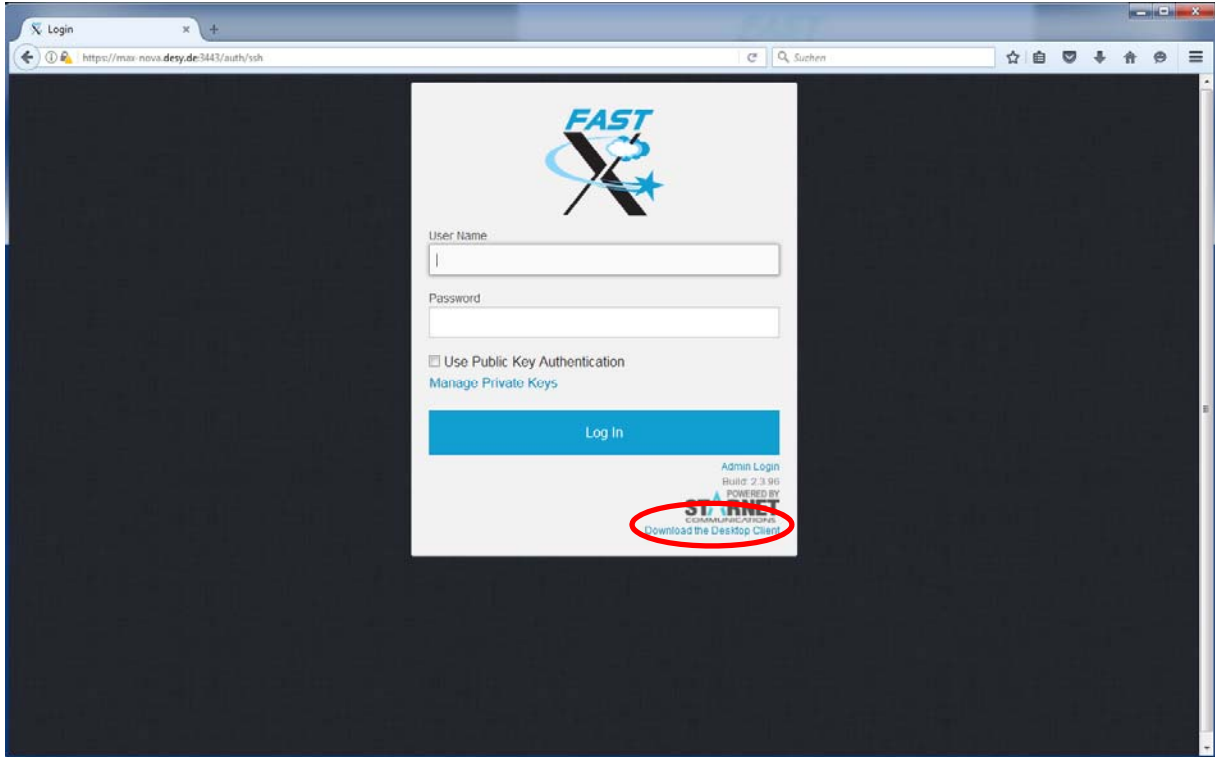 Login
https://max-nova.desy.de:3443/auth/ssh
Suchen
FAST
X
User Name
Password
Use Public Key Authentication
Manage Private Keys
Log In
Admin Login
Build: 2.3.96
POWERED BY
STARNET
COMMUNICATIONS
Download the Desktop Client